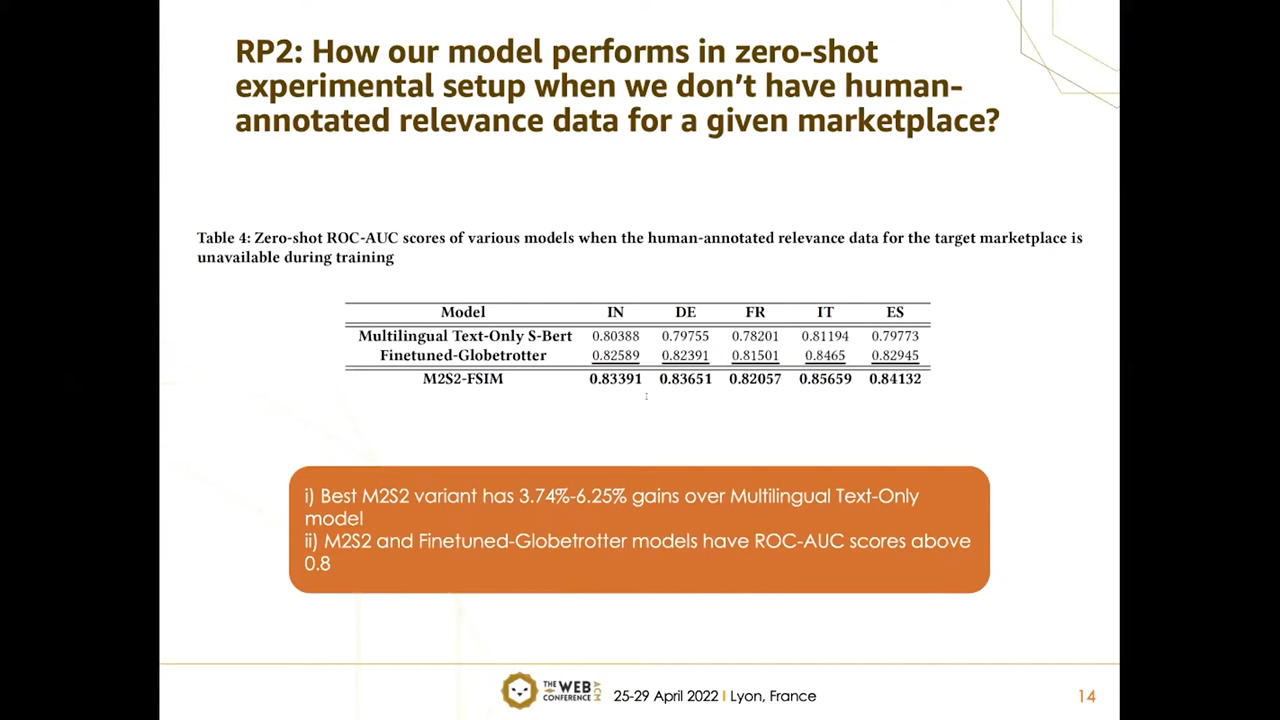 RP2: How our model performs in zero-shot
experimental setup when we don't have human-
annotated relevance data for a given marketplace?
Table 4: Zero-shot ROC-AUC scores of various models when the human-annotated relevance data for the target marketplace is
unavailable during training
Model IN DE FR IT ES
Multilingual Text-Only S-Bert 0.80388 0.79755 0.78201 0.81194 0.79773
Finetuned-Globetrotter 0.82589 0.82391 0.81501 0.8465 0.82945
M2S2-FSIM 0.83391 0.83651 0.82057 0.85659 0.84132
i) Best M2S2 variant has 3.74%-6.25% gains over Multilingual Text-Only
model
ii) M2S2 and Finetuned-Globetrotter models have ROC-AUC scores above
0.8
THE WEB CONFERENCE ACM 25-29 April 2022 I Lyon, France 14